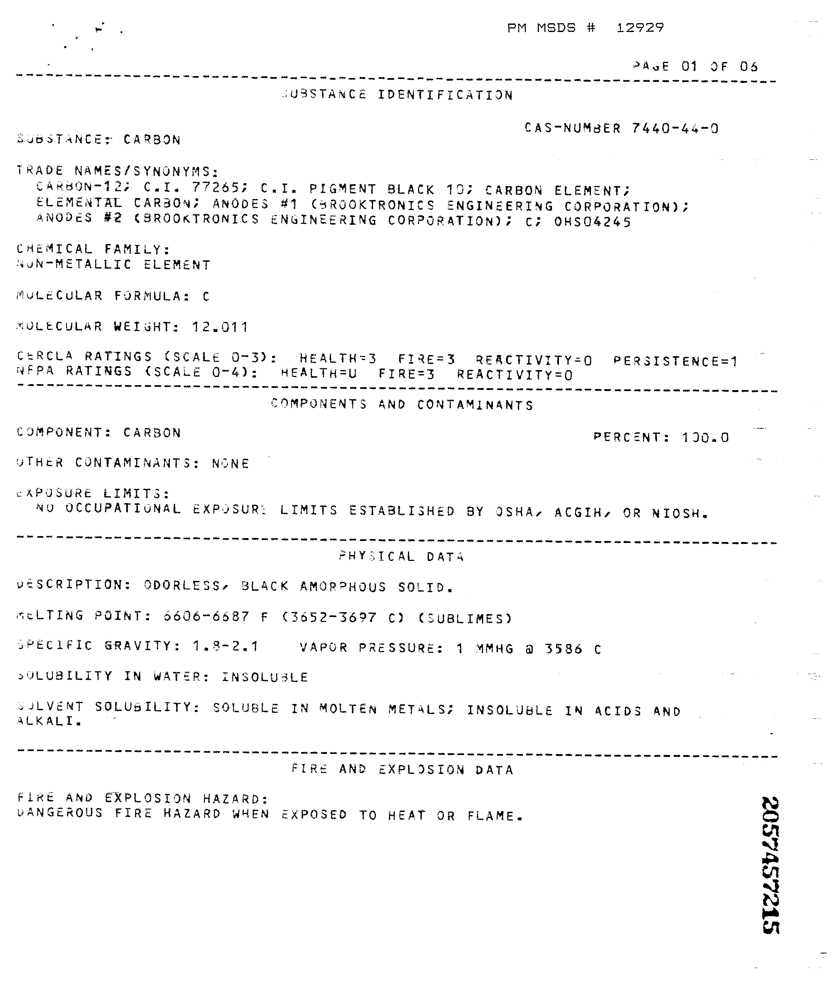 PM MSDS # 12929
PAGE 01 OF 06
SUBSTANCE IDENTIFICATION
CAS-NUMBER 7440-44-0
SUBSTANCE: CARBON
TRADE NAMES/SYNONYMS:
CARBON-12; C.I. 77265; C.I. PIGMENT BLACK 10; CARBON ELEMENT;
ELEMENTAL CARBON; ANODES #1 (BROOKTRONICS ENGINEERING CORPORATION);
ANODES #2 (BROOKTRONICS ENGINEERING CORPORATION); C; OHS04245
CHEMICAL FAMILY:
NON-METALLIC ELEMENT
MOLECULAR FORMULA: C
MOLECULAR WEIGHT: 12.011
CERCLA RATINGS (SCALE 0-3): HEALTH=3 FIRE=3 REACTIVITY=0 PERSISTENCE=1
NFPA RATINGS (SCALE 0-4): HEALTH=U FIRE=3 REACTIVITY=0
COMPONENTS AND CONTAMINANTS
COMPONENT: CARBON PERCENT: 100.0
OTHER CONTAMINANTS: NONE
EXPOSURE LIMITS:
NO OCCUPATIONAL EXPOSURE LIMITS ESTABLISHED BY OSHA, ACGIH, OR NIOSH.
PHYSICAL DATA
DESCRIPTION: ODORLESS, BLACK AMORPHOUS SOLID.
MELTING POINT: 6606-6687 F (3652-3697 C) (SUBLIMES)
SPECIFIC GRAVITY: 1.8-2.1 VAPOR PRESSURE: 1 MMHG @ 3586 C
SOLUBILITY IN WATER: INSOLUBLE
SOLVENT SOLUBILITY: SOLUBLE IN MOLTEN METALS; INSOLUBLE IN ACIDS AND
ALKALI.
FIRE AND EXPLOSION DATA
FIRE AND EXPLOSION HAZARD:
DANGEROUS FIRE HAZARD WHEN EXPOSED TO HEAT OR FLAME.
2057457215